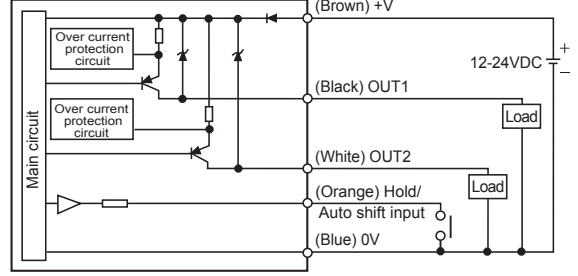 (Brown) +V
Over current
protection
circuit
12-24VDC
+
−
(Black) OUT1
Load
Over current
protection
circuit
Main circuit
(White) OUT2
Load
(Orange) Hold/
Auto shift input
(Blue) 0V